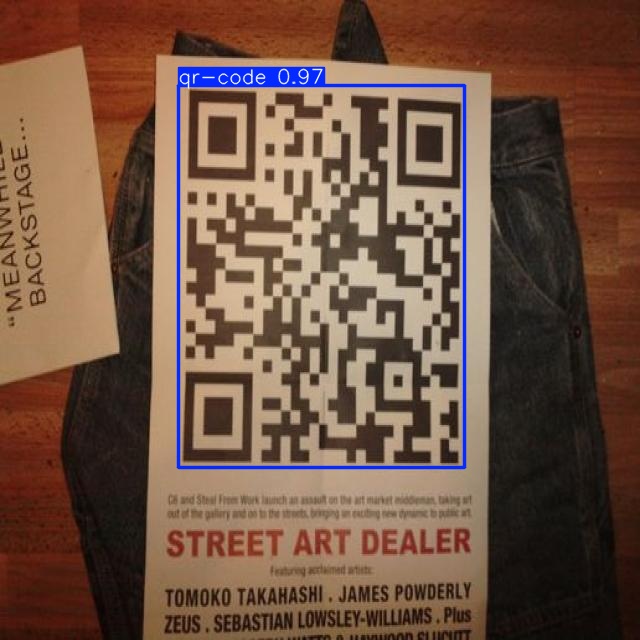 "MEANWHILE
BACKSTAGE...
qr-code 0.97
C6 and Steal From Work launch an assault on the art market middleman, taking art
out of the gallery and on to the streets, bringing an exciting new dynamic to public art.
STREET ART DEALER
Featuring acclaimed artists:
TOMOKO TAKAHASHI . JAMES POWDERLY
ZEUS . SEBASTIAN LOWSLEY-WILLIAMS . Plus